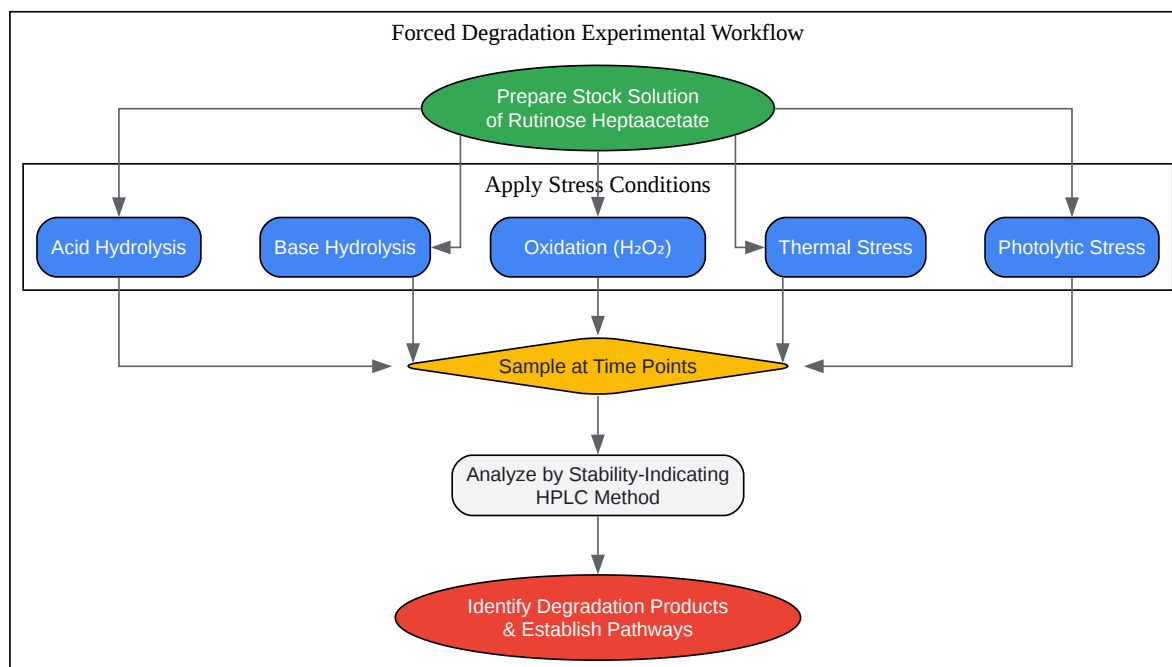 Forced Degradation Experimental Workflow
Prepare Stock Solution
of Rutinose Heptaacetate
Apply Stress Conditions
Acid Hydrolysis
Base Hydrolysis
Oxidation (H₂O₂)
Thermal Stress
Photolytic Stress
Sample at Time Points
Analyze by Stability-Indicating
HPLC Method
Identify Degradation Products
& Establish Pathways